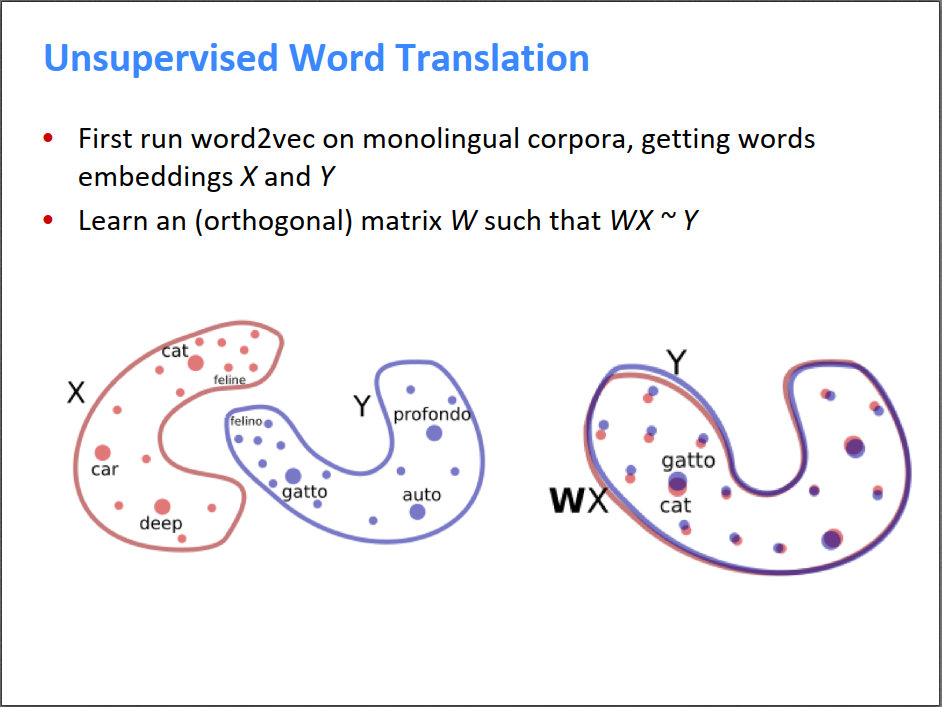 Unsupervised Word Translation
• First run word2vec on monolingual corpora, getting words
embeddings X and Y
• Learn an (orthogonal) matrix W such that WX ~ Y
cat
feline
X
car
deep
Y
felino
profondo
gatto
auto
Y
gatto
WX
cat